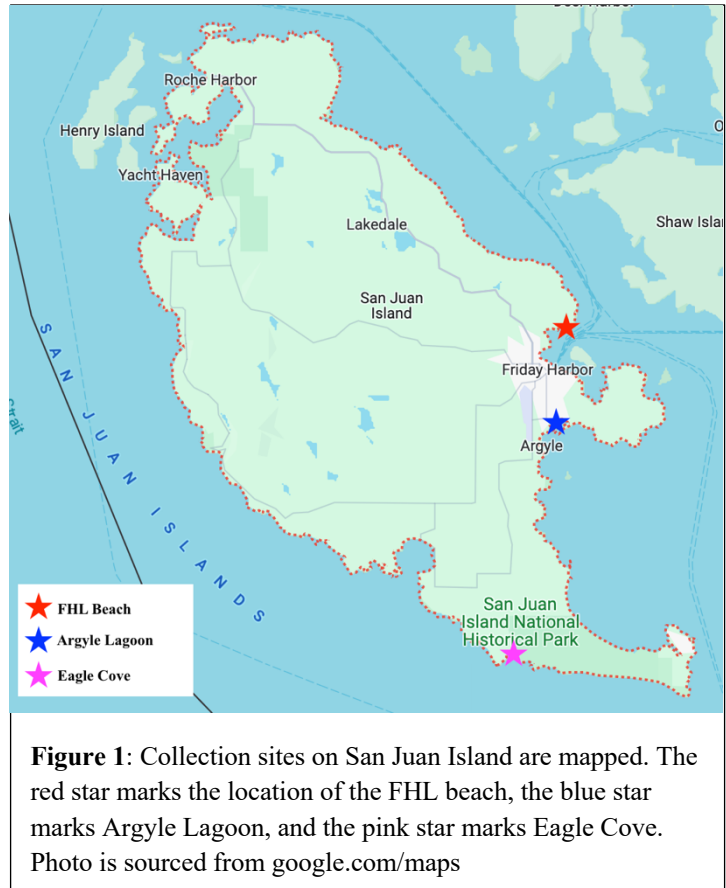 Roche Harbor
Henry Island
Yacht Haven
Lakedale
San Juan
Island
Friday Harbor
Argyle
SAN JUAN ISLANDS
San Juan
Island National
Historical Park
FHL Beach
Argyle Lagoon
Eagle Cove
Figure 1: Collection sites on San Juan Island are mapped. The
red star marks the location of the FHL beach, the blue star
marks Argyle Lagoon, and the pink star marks Eagle Cove.
Photo is sourced from google.com/maps